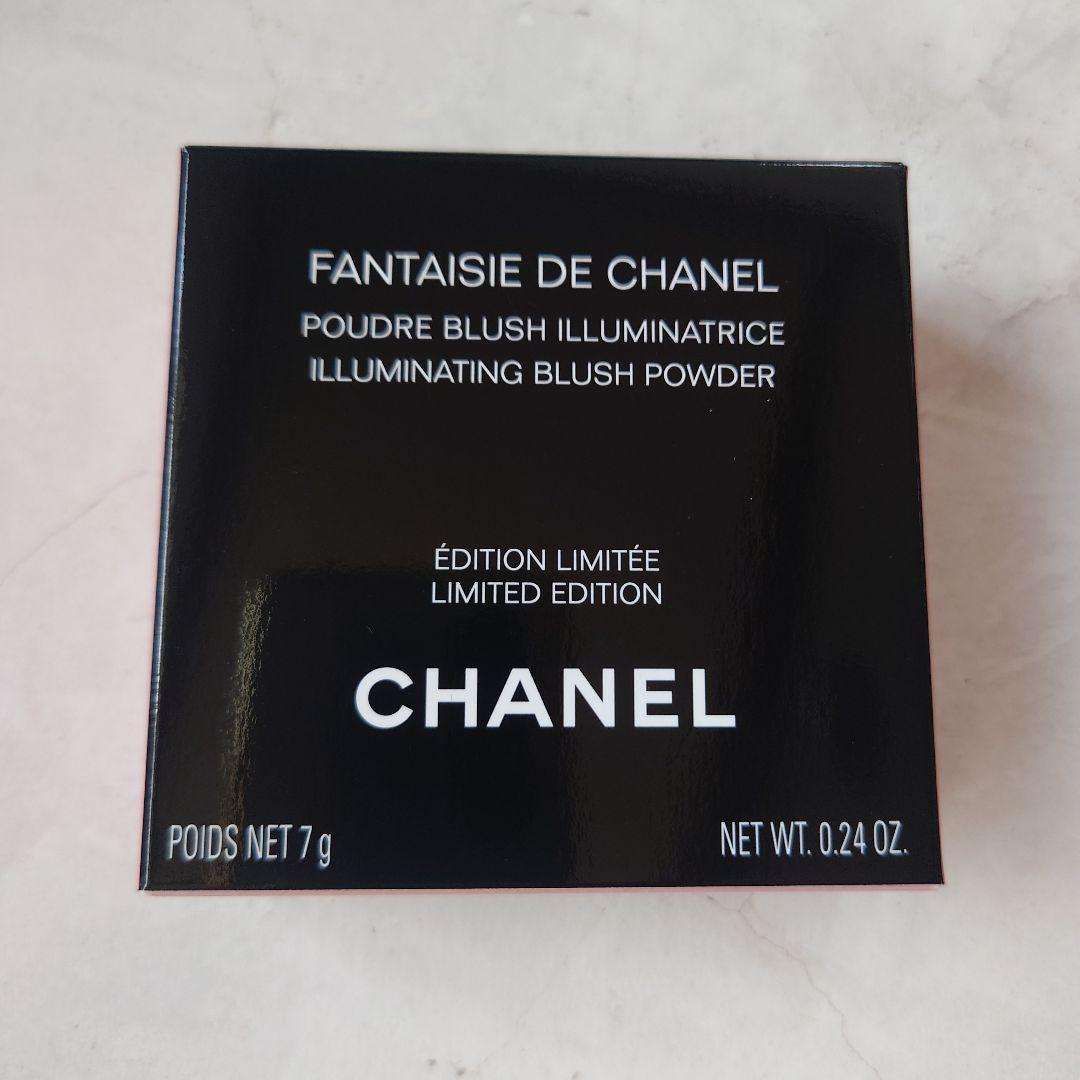 FANTAISIE DE CHANEL
POUDRE BLUSH ILLUMINATRICE
ILLUMINATING BLUSH POWDER
ÉDITION LIMITÉE
LIMITED EDITION
CHANEL
POIDS NET 7 g
NET WT. 0.24 OZ.